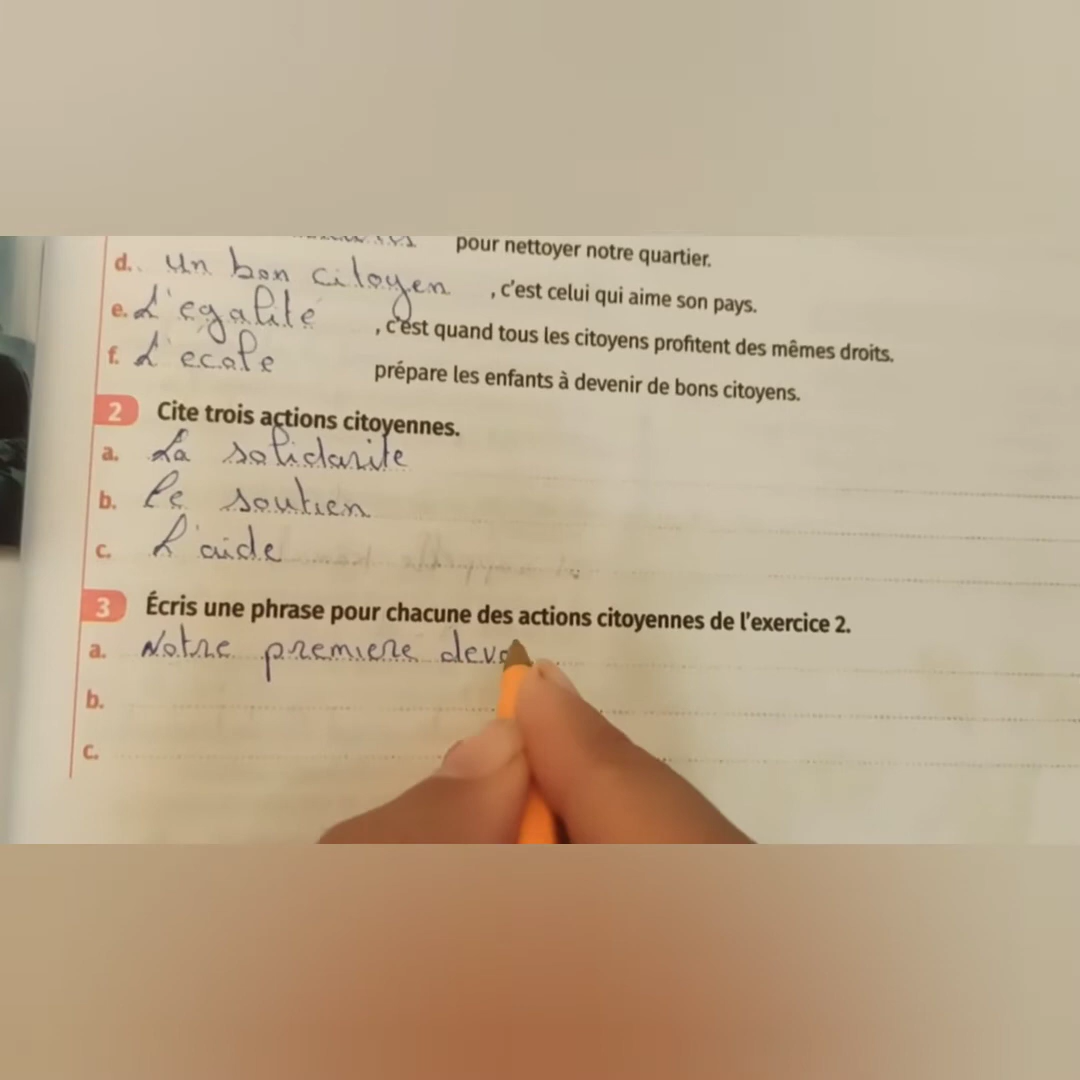 pour nettoyer notre quartier.
d. un bon citoyen , c'est celui qui aime son pays.
e. L'egalité , c'est quand tous les citoyens profitent des mêmes droits.
f. L'ecole prépare les enfants à devenir de bons citoyens.
2 Cite trois actions citoyennes.
a. La solidarite
b. le soutien
c. L'aide
3 Écris une phrase pour chacune des actions citoyennes de l'exercice 2.
a. Notre premiere devo
b.
c.